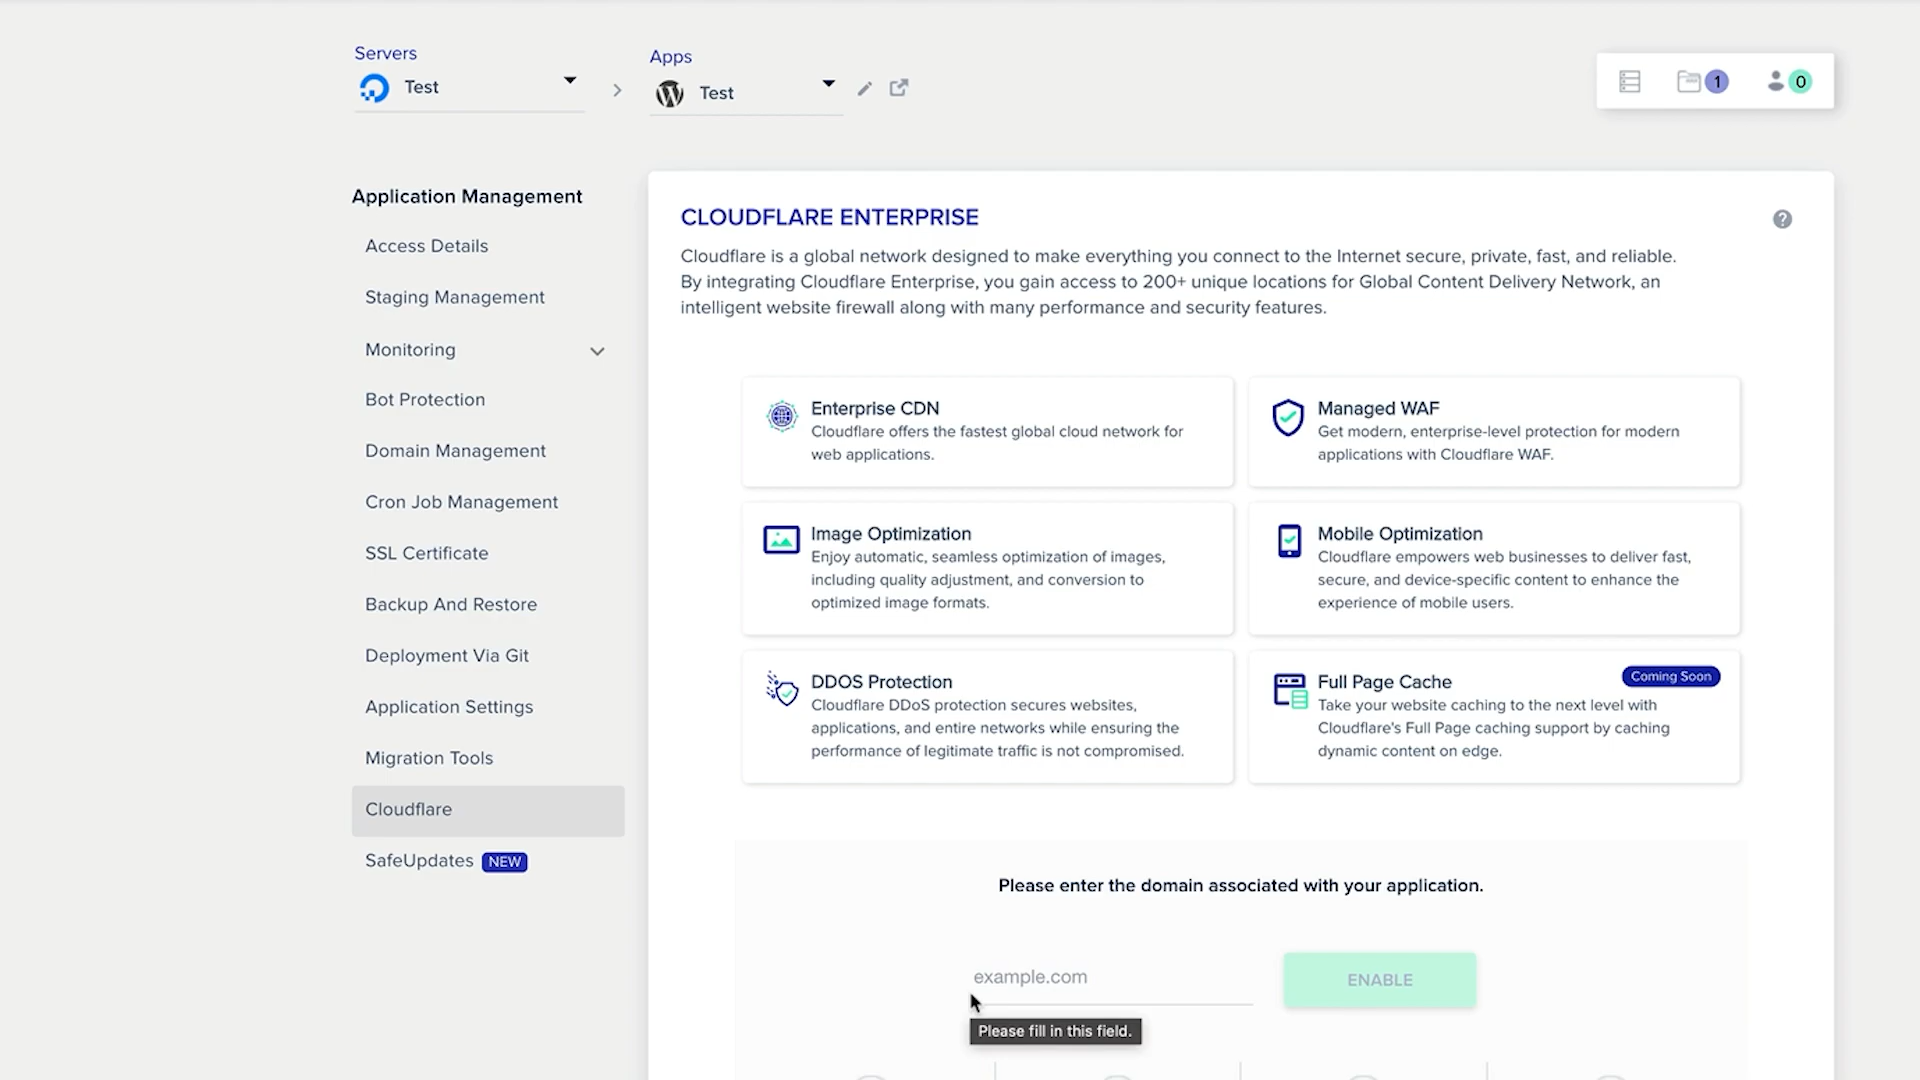 Servers
Test
Apps
Test
1
0
Application Management
Access Details
Staging Management
Monitoring
Bot Protection
Domain Management
Cron Job Management
SSL Certificate
Backup And Restore
Deployment Via Git
Application Settings
Migration Tools
Cloudflare
SafeUpdates NEW
CLOUDFLARE ENTERPRISE
?
Cloudflare is a global network designed to make everything you connect to the Internet secure, private, fast, and reliable.
By integrating Cloudflare Enterprise, you gain access to 200+ unique locations for Global Content Delivery Network, an
intelligent website firewall along with many performance and security features.
Enterprise CDN
Cloudflare offers the fastest global cloud network for
web applications.
Managed WAF
Get modern, enterprise-level protection for modern
applications with Cloudflare WAF.
Image Optimization
Enjoy automatic, seamless optimization of images,
including quality adjustment, and conversion to
optimized image formats.
Mobile Optimization
Cloudflare empowers web businesses to deliver fast,
secure, and device-specific content to enhance the
experience of mobile users.
DDOS Protection
Cloudflare DDoS protection secures websites,
applications, and entire networks while ensuring the
performance of legitimate traffic is not compromised.
Full Page Cache
Coming Soon
Take your website caching to the next level with
Cloudflare's Full Page caching support by caching
dynamic content on edge.
Please enter the domain associated with your application.
example.com
ENABLE
Please fill in this field.